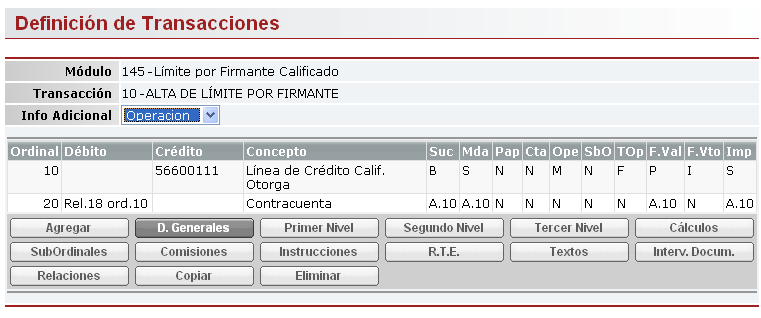 Definición de Transacciones
Módulo 145-Límite por Firmante Calificado
Transacción 10-ALTA DE LÍMITE POR FIRMANTE
Info Adicional Operacion
Ordinal Débito Crédito Concepto Suc Mda Pap Cta Ope SbO TOp F.Val F.Vto Imp
10 56600111 Línea de Crédito Calif. Otorga B S N N M N F P I S
20 Rel.18 ord.10 Contracuenta A.10 A.10 N N N N N A.10 N A.10
Agregar D. Generales Primer Nivel Segundo Nivel Tercer Nivel Cálculos
SubOrdinales Comisiones Instrucciones R.T.E. Textos Interv. Docum.
Relaciones Copiar Eliminar